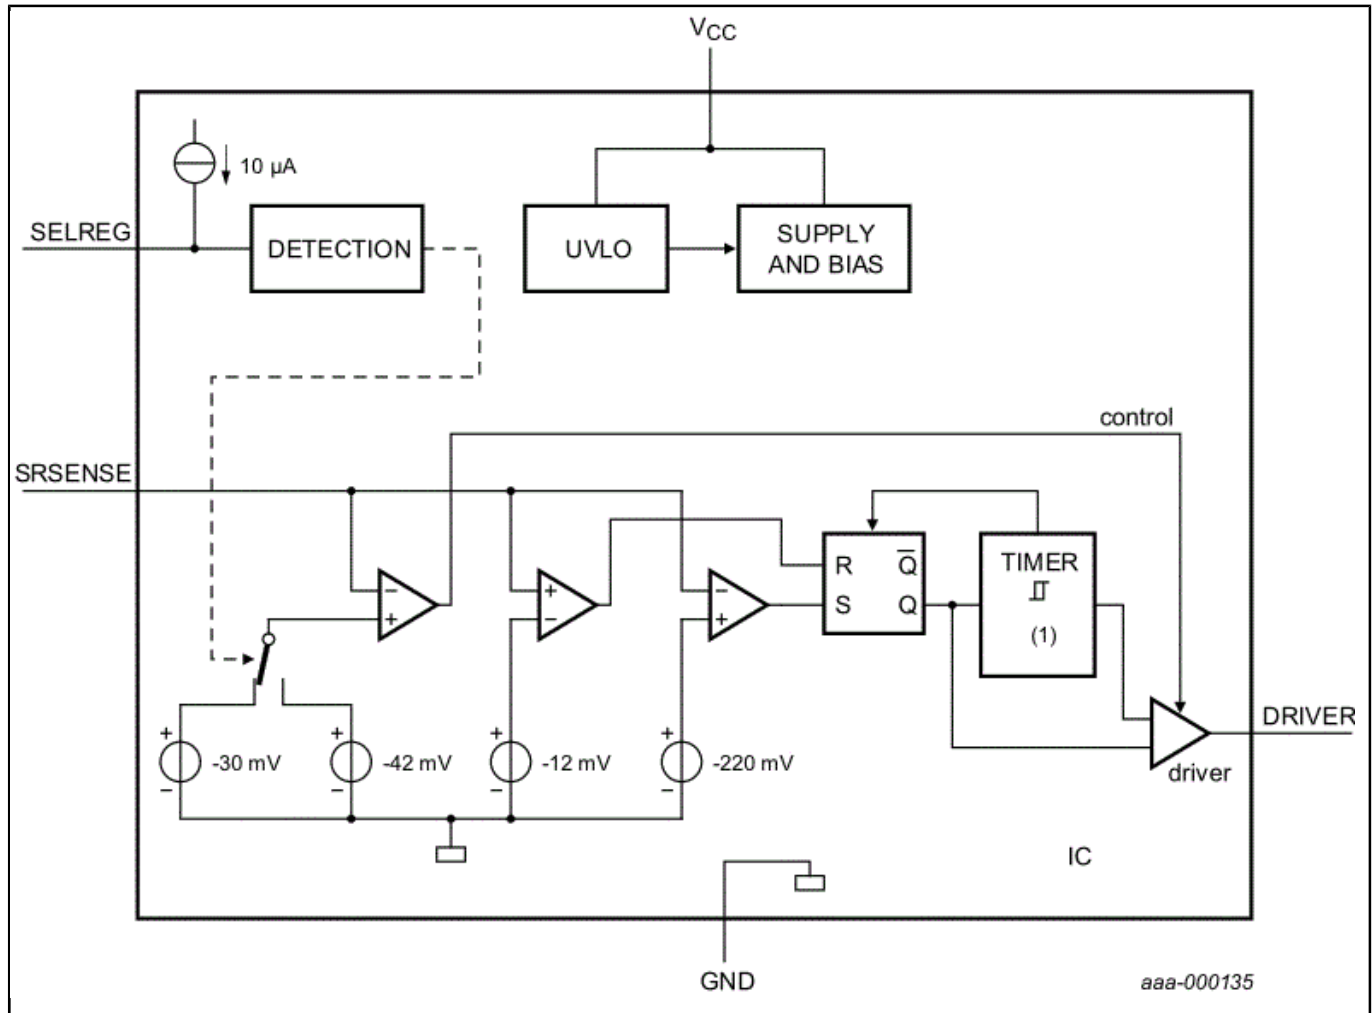 VCC
10 µA
SELREG
DETECTION
UVLO
SUPPLY
AND BIAS
control
SRSENSE
R
Q̅
S
Q
TIMER
(1)
−
+
+
−
−
+
+
-30 mV
−
+
-42 mV
−
+
-12 mV
−
+
-220 mV
−
DRIVER
driver
IC
GND
aaa-000135